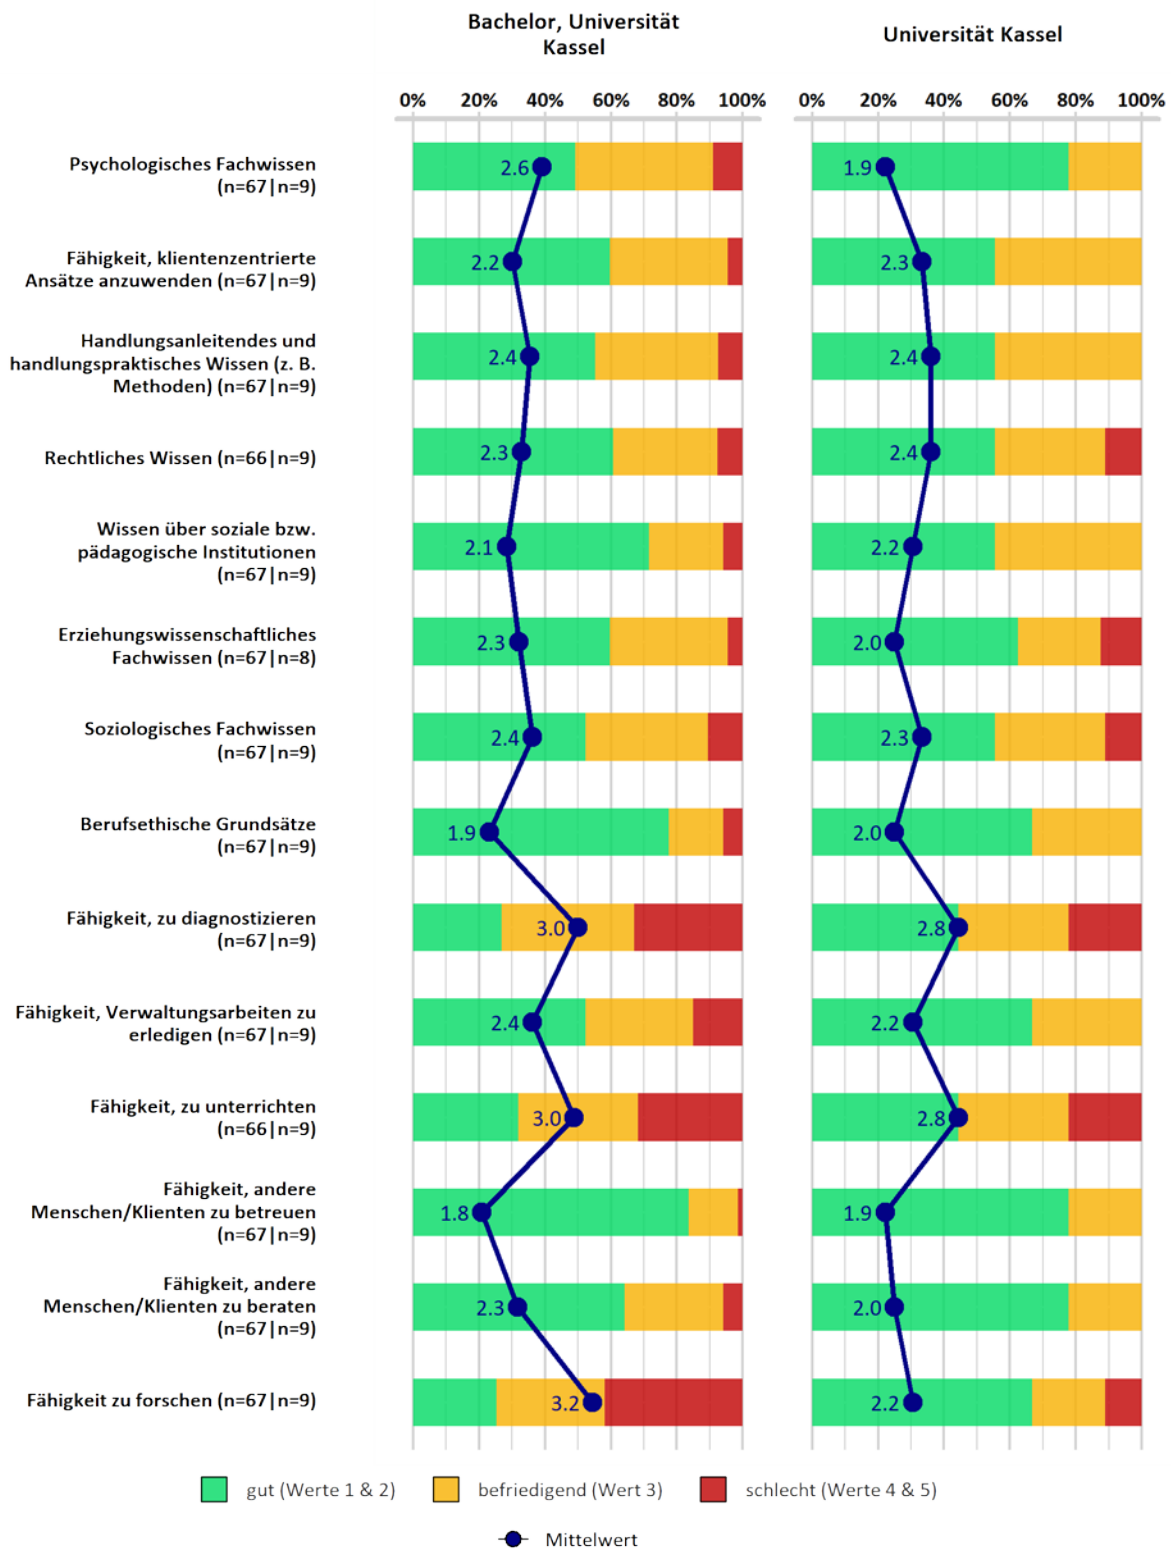 Bachelor, Universität
Kassel
Universität Kassel
0% 20% 40% 60% 80% 100%
0% 20% 40% 60% 80% 100%
Psychologisches Fachwissen
(n=67|n=9)
2.6
1.9
Fähigkeit, klientenzentrierte
Ansätze anzuwenden (n=67|n=9)
2.2
2.3
Handlungsanleitendes und
handlungspraktisches Wissen (z. B.
Methoden) (n=67|n=9)
2.4
2.4
Rechtliches Wissen (n=66|n=9)
2.3
2.4
Wissen über soziale bzw.
pädagogische Institutionen
(n=67|n=9)
2.1
2.2
Erziehungswissenschaftliches
Fachwissen (n=67|n=8)
2.3
2.0
Soziologisches Fachwissen
(n=67|n=9)
2.4
2.3
Berufsethische Grundsätze
(n=67|n=9)
1.9
2.0
Fähigkeit, zu diagnostizieren
(n=67|n=9)
3.0
2.8
Fähigkeit, Verwaltungsarbeiten zu
erledigen (n=67|n=9)
2.4
2.2
Fähigkeit, zu unterrichten
(n=66|n=9)
3.0
2.8
Fähigkeit, andere
Menschen/Klienten zu betreuen
(n=67|n=9)
1.8
1.9
Fähigkeit, andere
Menschen/Klienten zu beraten
(n=67|n=9)
2.3
2.0
Fähigkeit zu forschen (n=67|n=9)
3.2
2.2
gut (Werte 1 & 2)
befriedigend (Wert 3)
schlecht (Werte 4 & 5)
Mittelwert